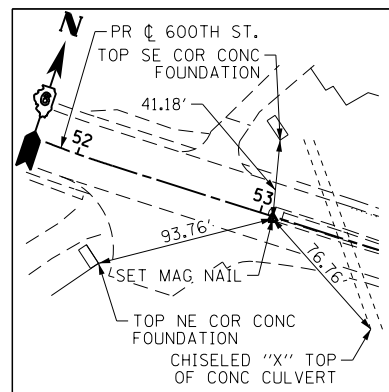 N
PR ℄ 600TH ST.
TOP SE COR CONC
FOUNDATION
41.18'
52
53
93.76'
76.76'
SET MAG NAIL
TOP NE COR CONC
FOUNDATION
CHISELED "X" TOP
OF CONC CULVERT